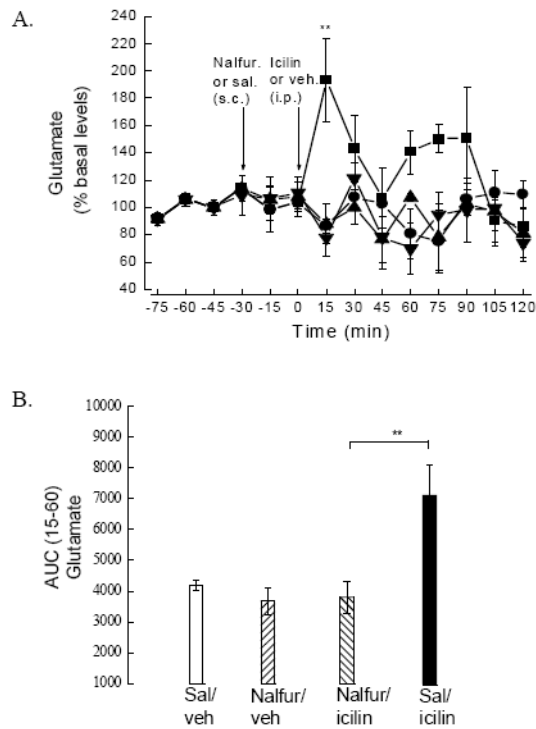 A.
240
220
200
180
160
140
120
100
80
60
40
Glutamate
(% basal levels)
Nalfur.
or sal.
(s.c.)
Icilin
or veh.
(i.p.)
**
-75 -60 -45 -30 -15 0 15 30 45 60 75 90 105 120
Time (min)
B.
10000
9000
8000
7000
6000
5000
4000
3000
2000
1000
AUC (15-60)
Glutamate
**
Sal/ Nalfur/ Nalfur/ Sal/
veh veh icilin icilin